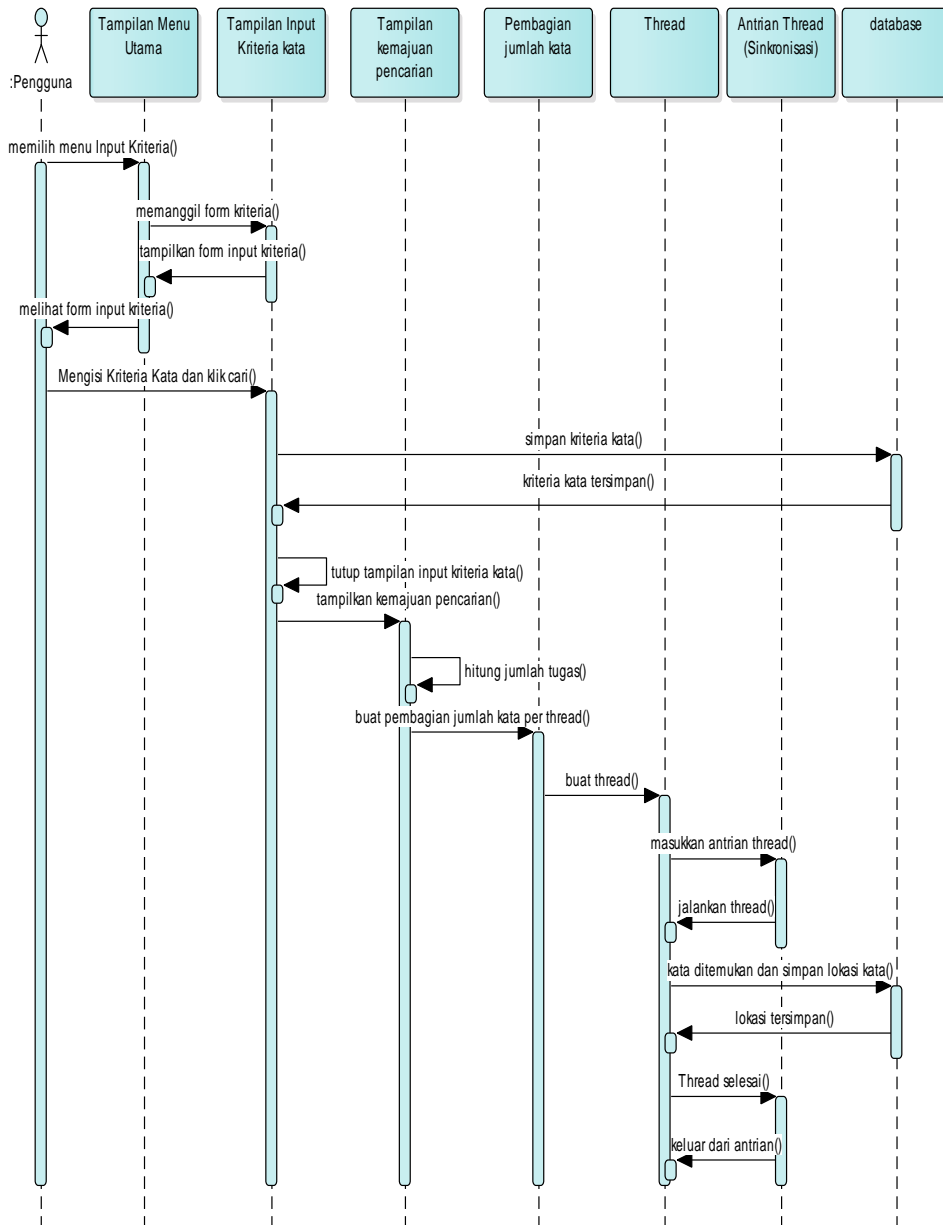 :Pengguna
Tampilan Menu
Utama
Tampilan Input
Kriteria kata
Tampilan
kemajuan
pencarian
Pembagian
jumlah kata
Thread
Antrian Thread
(Sinkronisasi)
database
memilih menu Input Kriteria()
memanggil form kriteria()
tampilkan form input kriteria()
melihat form input kriteria()
Mengisi Kriteria Kata dan klik cari()
simpan kriteria kata()
kriteria kata tersimpan()
tutup tampilan input kriteria kata()
tampilkan kemajuan pencarian()
hitung jumlah tugas()
buat pembagian jumlah kata per thread()
buat thread()
masukkan antrian thread()
jalankan thread()
kata ditemukan dan simpan lokasi kata()
lokasi tersimpan()
Thread selesai()
keluar dari antrian()